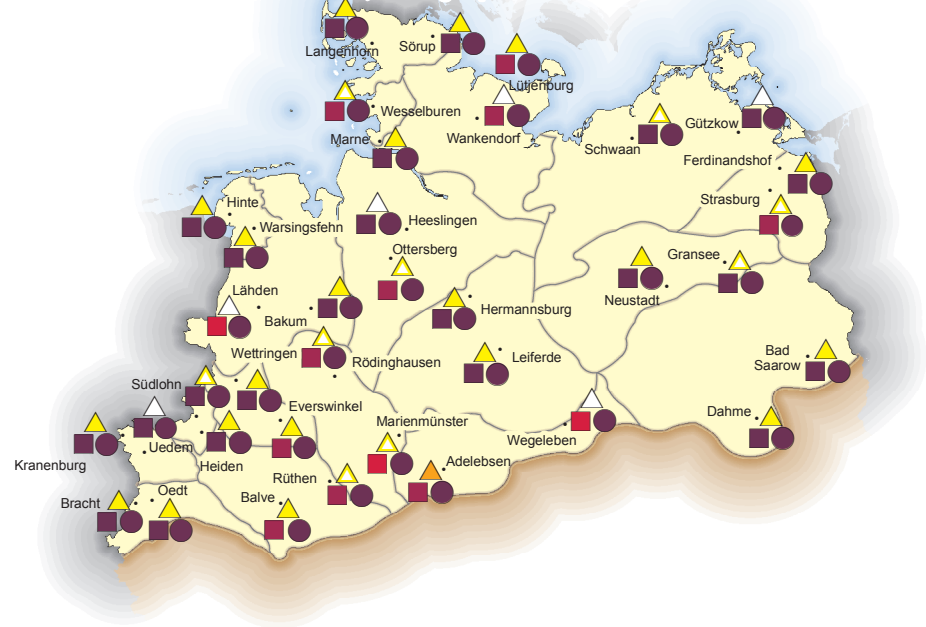 Langenhorn
Sörup
Lütjenburg
Wesselburen
Wankendorf
Marne
Schwaan
Gützkow
Ferdinandshof
Strasburg
Hinte
Warsingsfehn
Heeslingen
Ottersberg
Gransee
Neustadt
Lähden
Bakum
Hermannsburg
Wettringen
Rödinghausen
Leiferde
Bad
Saarow
Südlohn
Everswinkel
Marienmünster
Wegeleben
Dahme
Uedem
Kranenburg
Heiden
Rüthen
Adelebsen
Bracht
Oedt
Balve